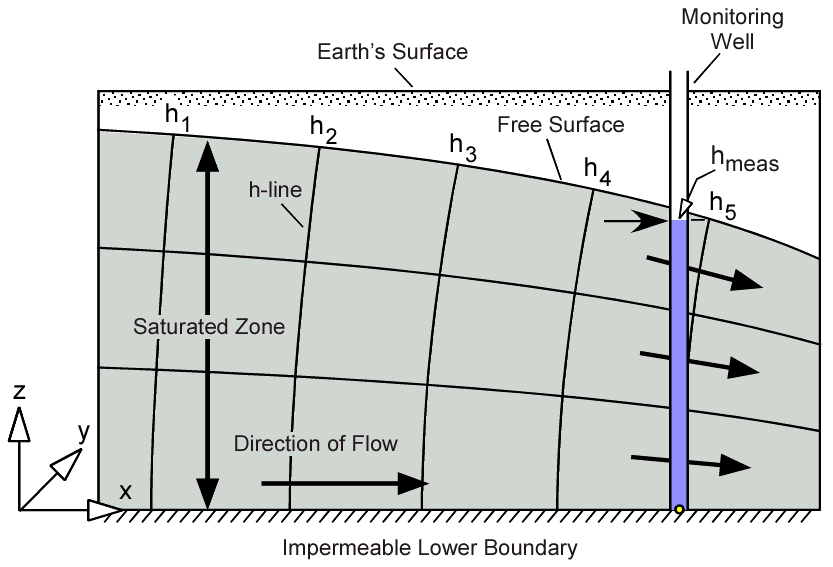 Monitoring
Well
Earth's Surface
h1
h2
Free Surface
h3
h4
hmeas
h-line
h5
Saturated Zone
z
y
Direction of Flow
x
Impermeable Lower Boundary